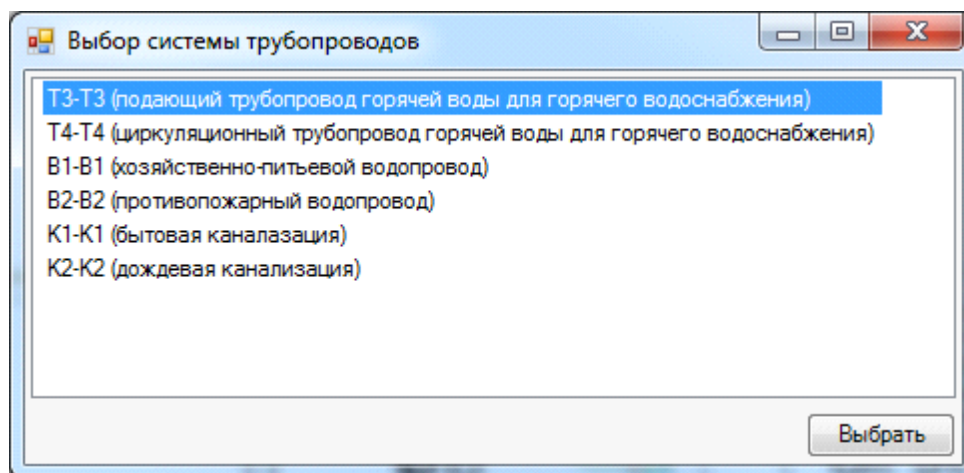 Выбор системы трубопроводов
Т3-Т3 (подающий трубопровод горячей воды для горячего водоснабжения)
Т4-Т4 (циркуляционный трубопровод горячей воды для горячего водоснабжения)
В1-В1 (хозяйственно-питьевой водопровод)
В2-В2 (противопожарный водопровод)
К1-К1 (бытовая каналазация)
К2-К2 (дождевая канализация)
Выбрать